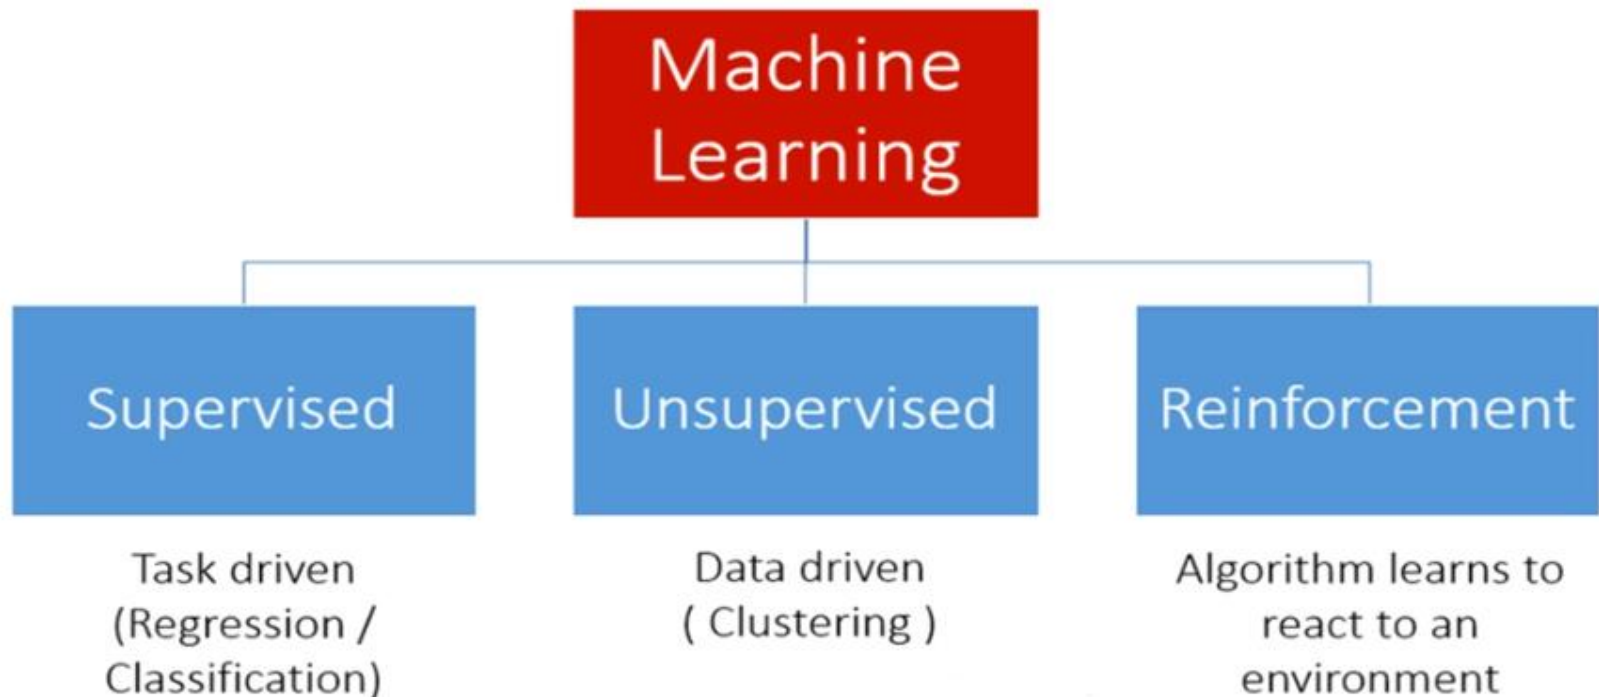 Machine
Learning
Supervised
Unsupervised
Reinforcement
Task driven
(Regression /
Classification)
Data driven
( Clustering )
Algorithm learns to
react to an
environment